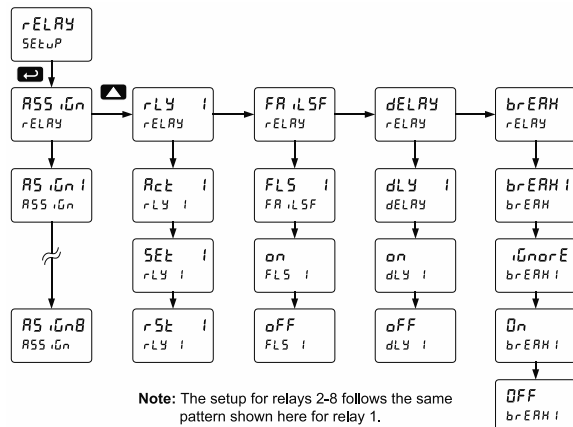 rELAY
SEtuP
ASSiGn
rELAY
rLY 1
rELAY
FAiLSF
rELAY
dELAY
rELAY
brEAK
rELAY
ASiGn1
ASSiGn
Act 1
rLY 1
FLS 1
FAiLSF
dLY 1
dELAY
brEAK1
brEAK
SEt 1
rLY 1
on
FLS 1
on
dLY 1
iGnorE
brEAK1
ASiGn8
ASSiGn
rSt 1
rLY 1
oFF
FLS 1
oFF
dLY 1
On
brEAK1
OFF
brEAK1
Note: The setup for relays 2-8 follows the same
pattern shown here for relay 1.